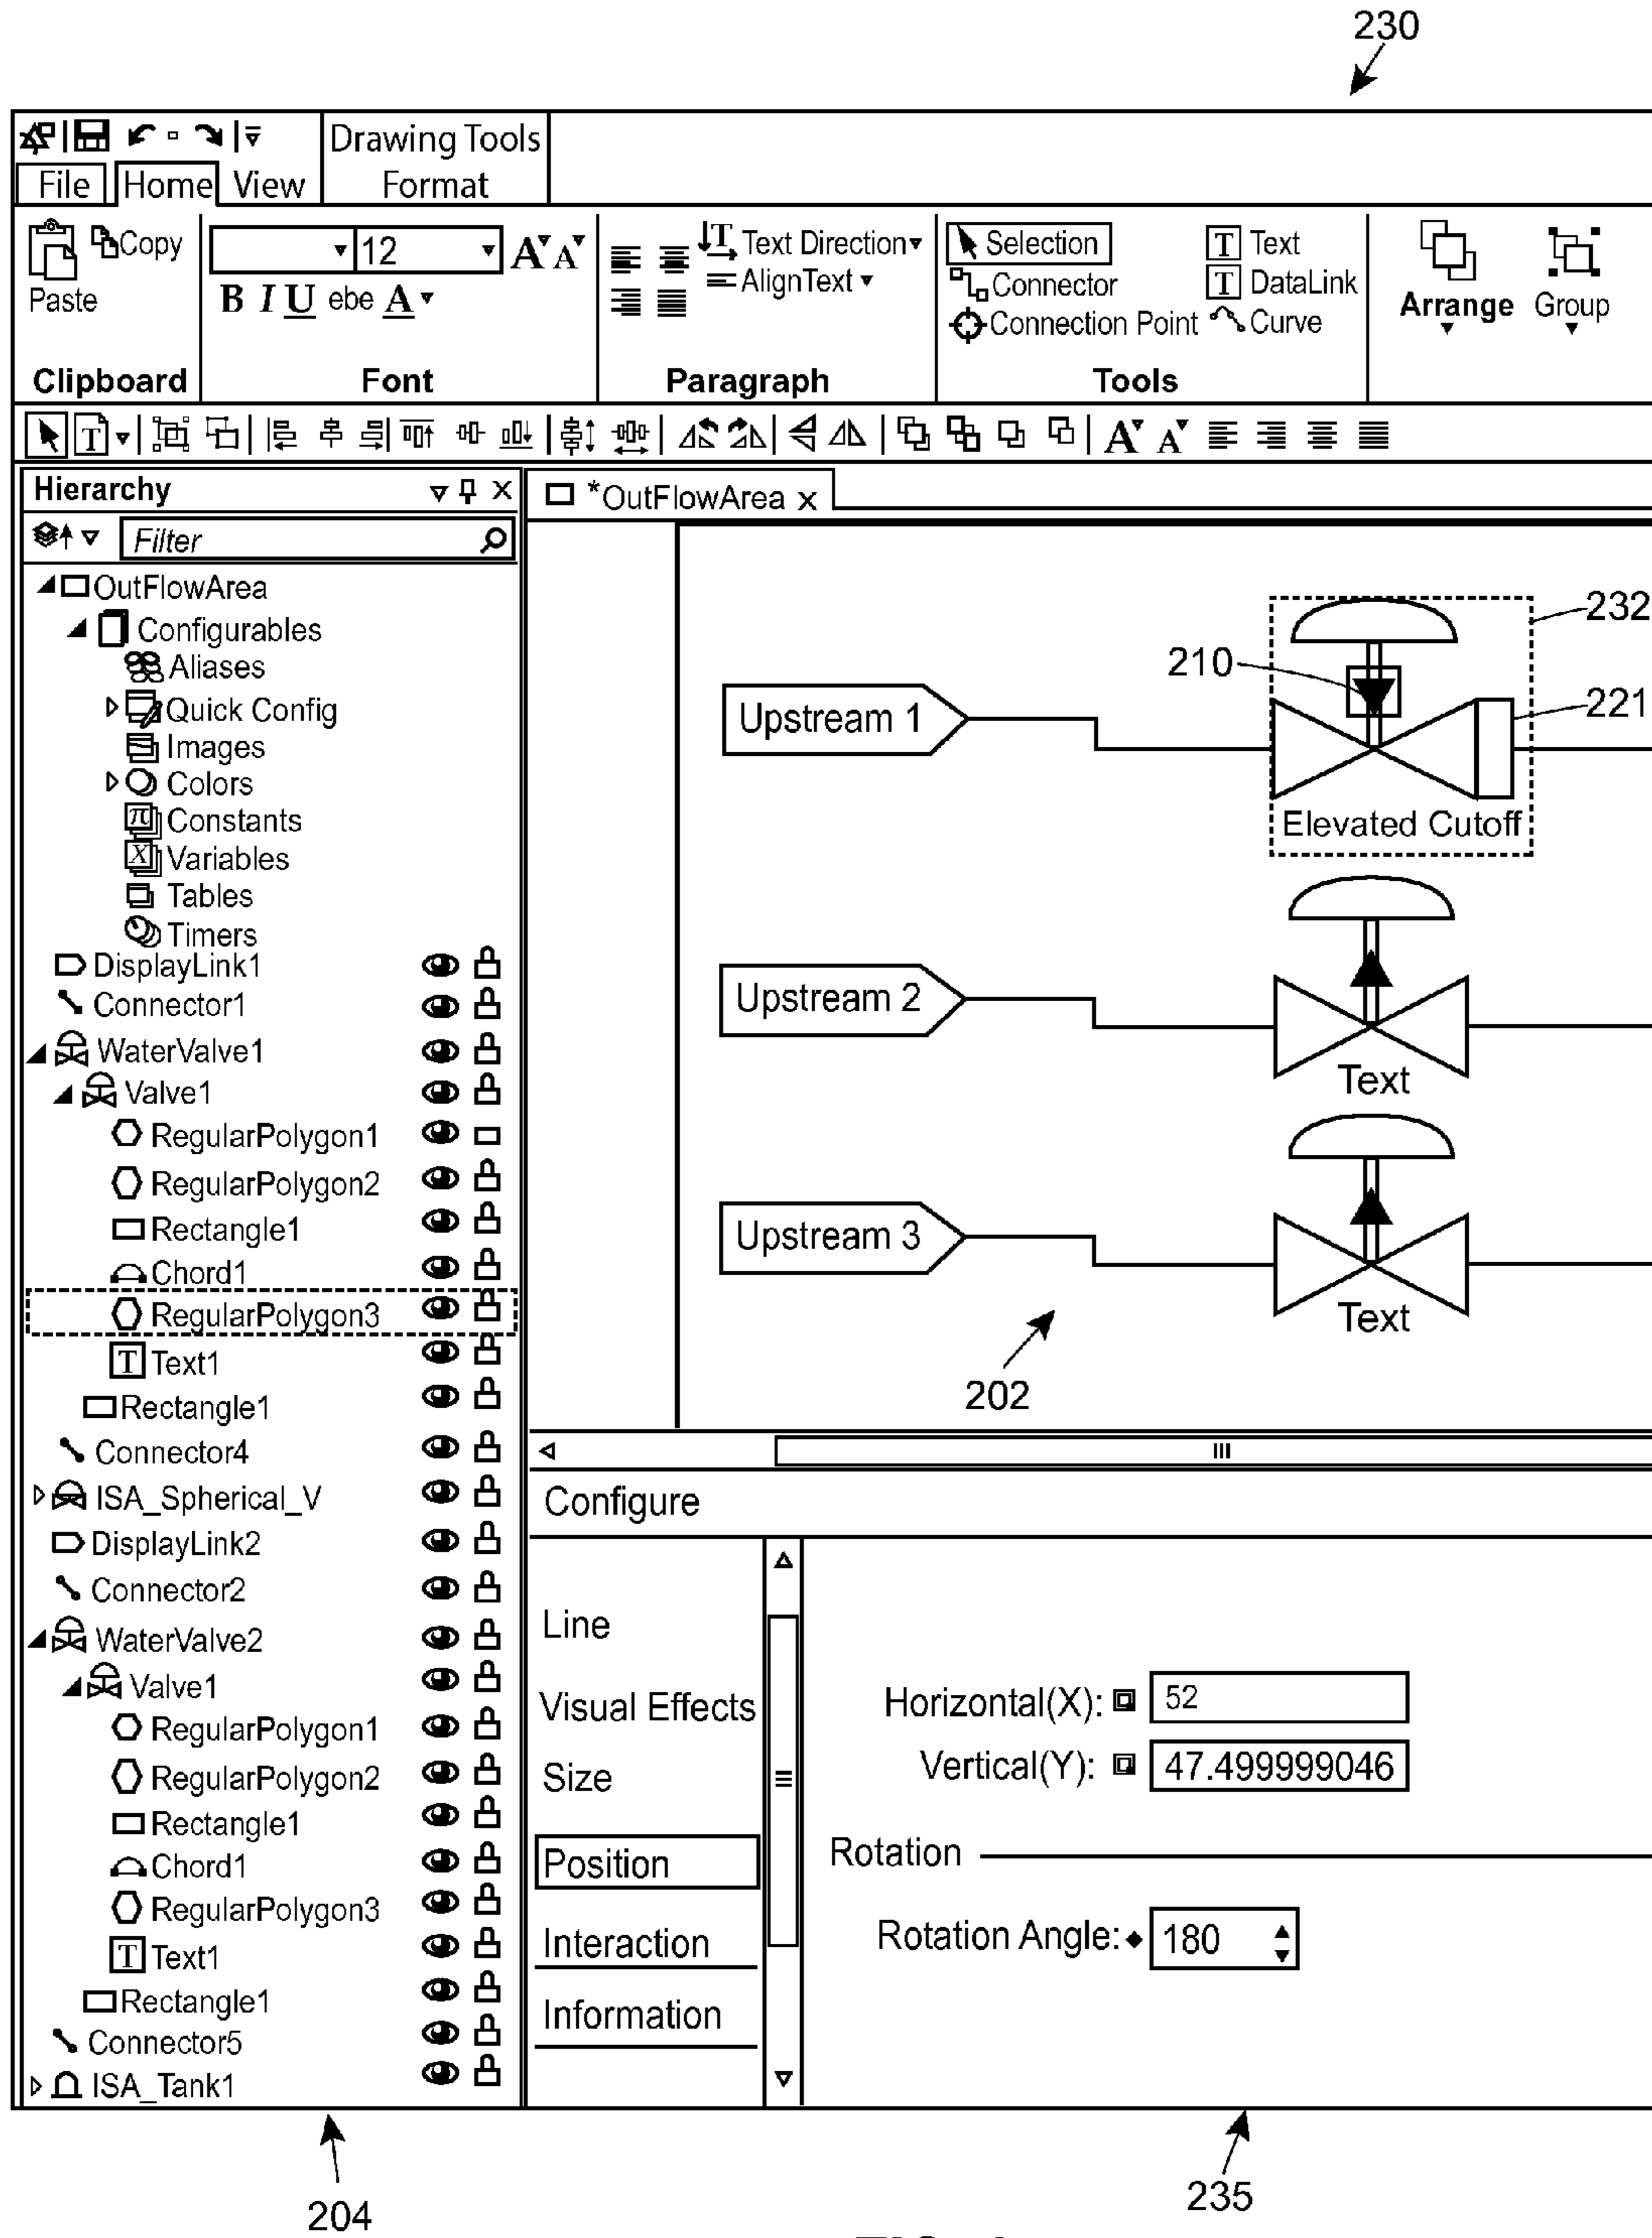 230
Drawing Tools
File Home View Format
Copy
Paste
Clipboard
12 A A
B I U ebe A
Font
T Text Direction
AlignText
Paragraph
Selection T Text
Connector T DataLink
Connection Point Curve
Tools
Arrange Group
T A A
Hierarchy X
Filter
OutFlowArea
Configurables
Aliases
Quick Config
Images
Colors
π Constants
X Variables
Tables
Timers
DisplayLink1
Connector1
WaterValve1
Valve1
RegularPolygon1
RegularPolygon2
Rectangle1
Chord1
RegularPolygon3
T Text1
Rectangle1
Connector4
ISA_Spherical_V
DisplayLink2
Connector2
WaterValve2
Valve1
RegularPolygon1
RegularPolygon2
Rectangle1
Chord1
RegularPolygon3
T Text1
Rectangle1
Connector5
ISA_Tank1
204
*OutFlowArea x
232
210
221
Upstream 1
Elevated Cutoff
Upstream 2
Text
Upstream 3
Text
202
Configure
Line
Visual Effects
Size
Position
Interaction
Information
Horizontal(X): 52
Vertical(Y): 47.499999046
Rotation
Rotation Angle: 180
235